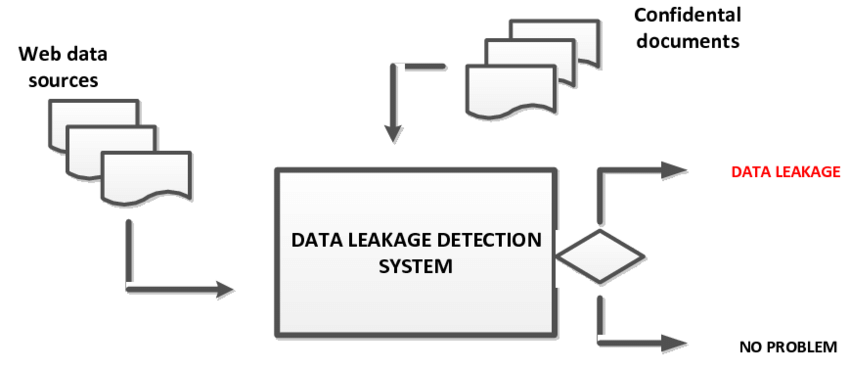 Web data
sources
Confidental
documents
DATA LEAKAGE DETECTION
SYSTEM
DATA LEAKAGE
NO PROBLEM